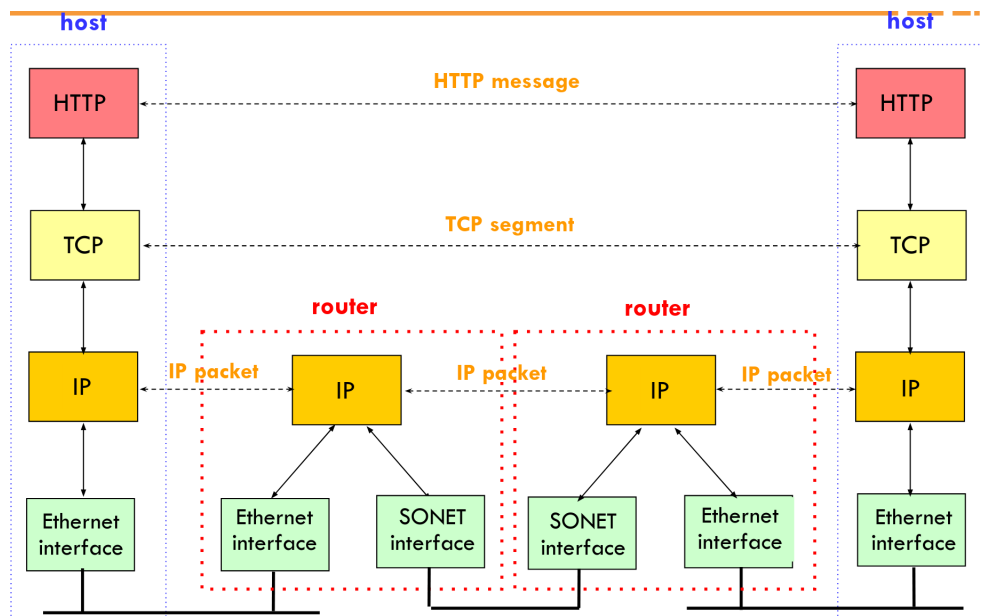 host
host
HTTP message
HTTP
HTTP
TCP segment
TCP
TCP
router
router
IP packet
IP packet
IP packet
IP
IP
IP
IP
Ethernet
interface
Ethernet
interface
SONET
interface
SONET
interface
Ethernet
interface
Ethernet
interface